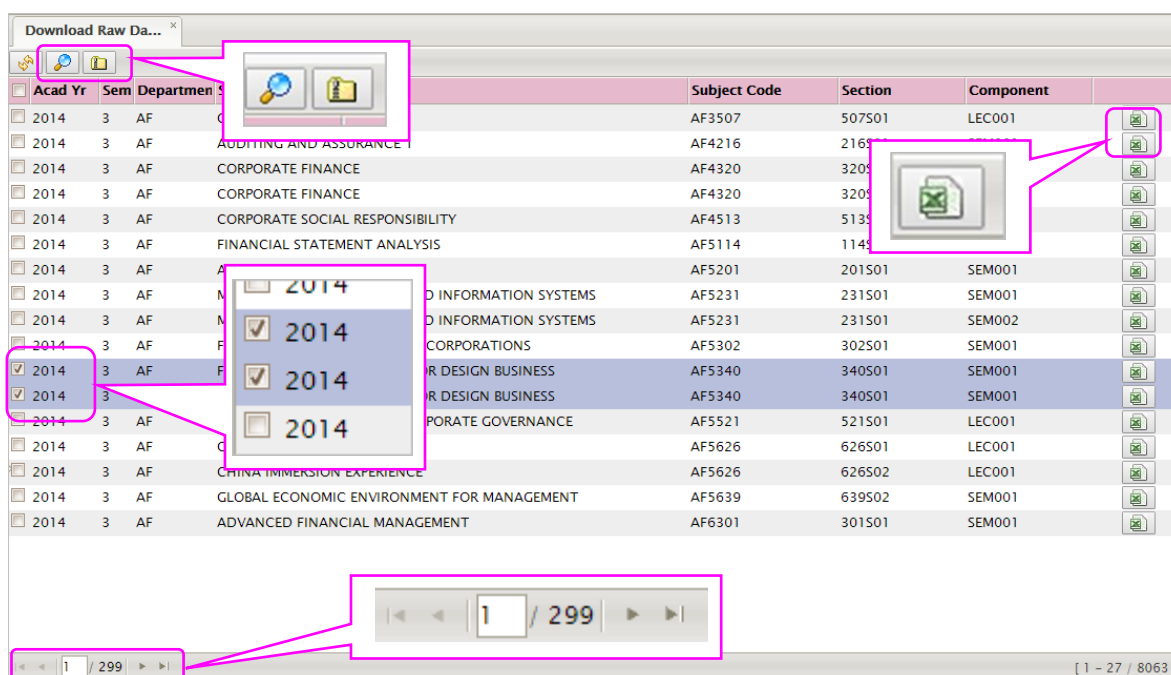 Download Raw Da... ×
Acad Yr Sem Departmen Subject Code Section Component
2014 3 AF AF3507 507S01 LEC001
2014 3 AF AUDITING AND ASSURANCE 1 AF4216
2014 3 AF CORPORATE FINANCE AF4320
2014 3 AF CORPORATE FINANCE AF4320
2014 3 AF CORPORATE SOCIAL RESPONSIBILITY AF4513
2014 3 AF FINANCIAL STATEMENT ANALYSIS AF5114
2014 3 AF AF5201 201S01 SEM001
2014
2014 3 AF INFORMATION SYSTEMS AF5231 231S01 SEM001
2014 3 AF INFORMATION SYSTEMS AF5231 231S01 SEM002
2014
2014 3 AF CORPORATIONS AF5302 302S01 SEM001
2014 3 AF DESIGN BUSINESS AF5340 340S01 SEM001
2014
2014 3 DESIGN BUSINESS AF5340 340S01 SEM001
2014 3 AF GOVERNANCE AF5521 521S01 LEC001
2014
2014 3 AF AF5626 626S01 LEC001
2014 3 AF CHINA IMMERSION EXPERIENCE AF5626 626S02 LEC001
2014 3 AF GLOBAL ECONOMIC ENVIRONMENT FOR MANAGEMENT AF5639 639S02 SEM001
2014 3 AF ADVANCED FINANCIAL MANAGEMENT AF6301 301S01 SEM001
1 / 299
1 / 299 [ 1 - 27 / 8063